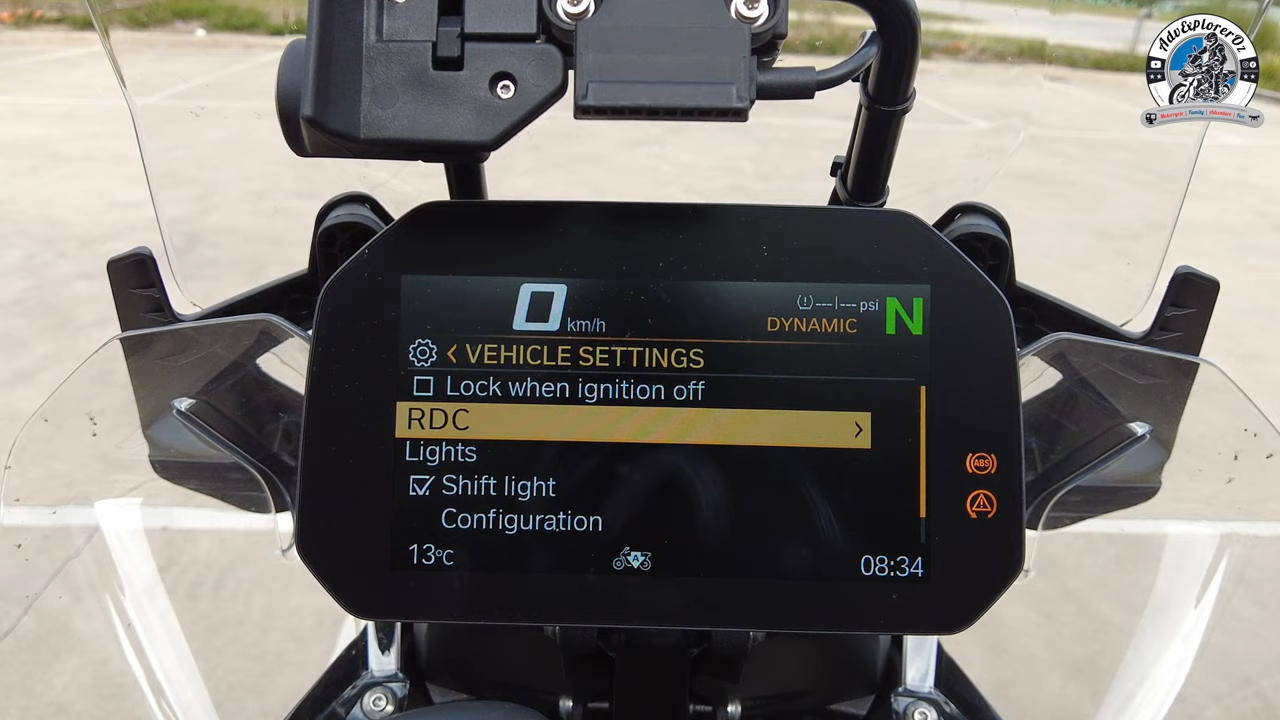 AdvExplorerOz
Motorcycle | Family | Adventure | Fun
0 km/h
(!)---|--- psi
DYNAMIC
N
< VEHICLE SETTINGS
Lock when ignition off
RDC >
Lights
Shift light
Configuration
ABS
13°C
A
08:34